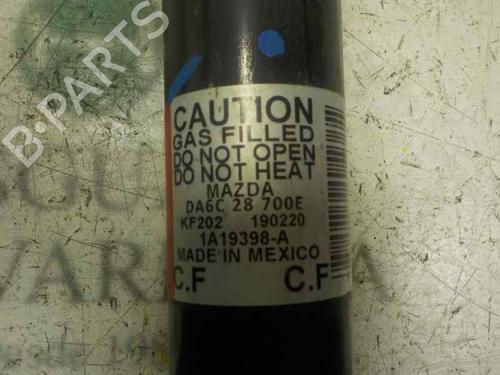 CAUTION
GAS FILLED
DO NOT OPEN
DO NOT HEAT
MAZDA
DA6C 28 700E
KF202 190220
1A19398-A
MADE IN MEXICO
C.F C.F
B-PARTS